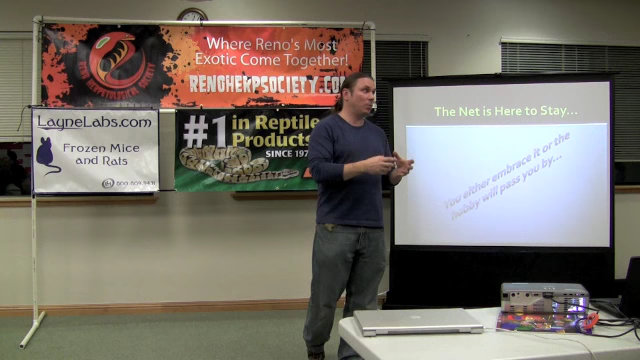 Where Reno's Most
Exotic Come Together!
RENOHERPSOCIETY.COM
LAYNELABS.COM
FROZEN MICE
AND RATS
#1 in Reptile
Products
SINCE 197
The Net is Here to Stay…
You either embrace it or the
hobby will pass you by…